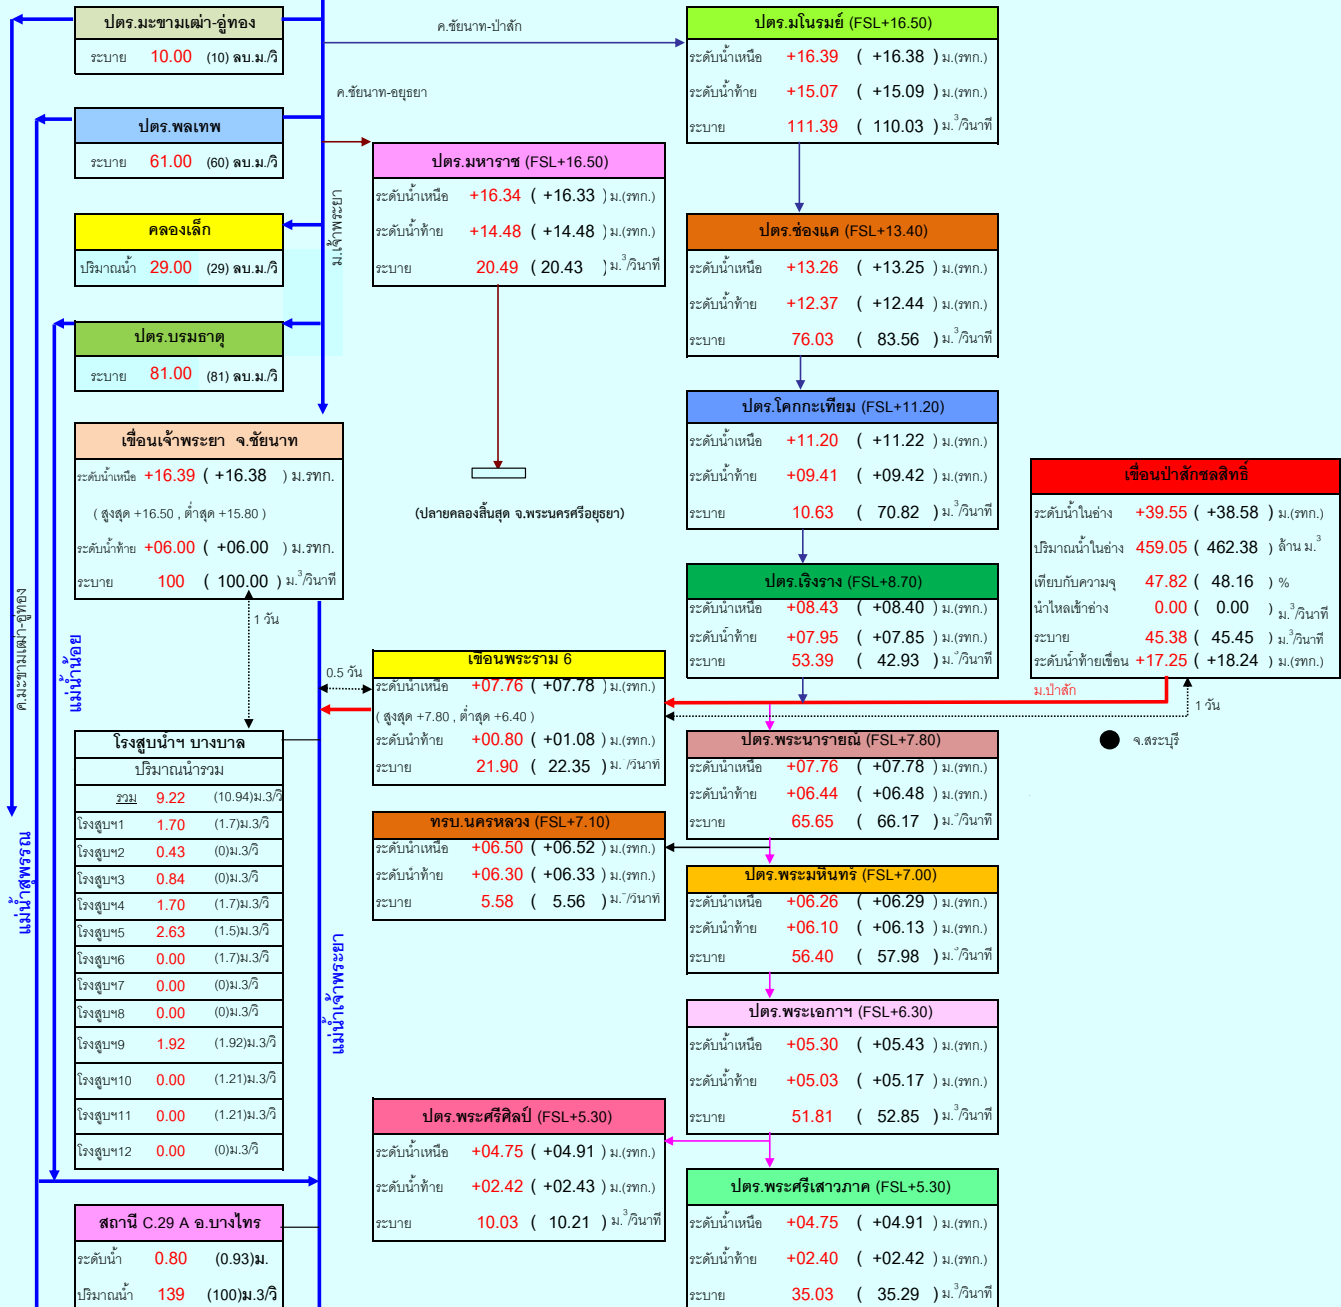 ปตร.มะขามเฒ่า-อู่ทอง
ระบาย 10.00 (10) ลบ.ม./วิ
ปตร.พลเทพ
ระบาย 61.00 (60) ลบ.ม./วิ
คลองเล็ก
ปริมาณน้ำ 29.00 (29) ลบ.ม./วิ
ปตร.บรมธาตุ
ระบาย 81.00 (81) ลบ.ม./วิ
เขื่อนเจ้าพระยา จ.ชัยนาท
ระดับน้ำเหนือ +16.39 ( +16.38 ) ม.รทก.
( สูงสุด +16.50 , ต่ำสุด +15.80 )
ระดับน้ำท้าย +06.00 ( +06.00 ) ม.รทก.
ระบาย 100 ( 100.00 ) ม.³/วินาที
1 วัน
ค.มะขามเฒ่า-อู่ทอง
แม่น้ำน้อย
แม่น้ำสุพรรณ
ม.เจ้าพระยา
แม่น้ำเจ้าพระยา
โรงสูบน้ำฯ บางบาล
ปริมาณน้ำรวม
รวม 9.22 (10.94)ม.3/วิ
โรงสูบฯ1 1.70 (1.7)ม.3/วิ
โรงสูบฯ2 0.43 (0)ม.3/วิ
โรงสูบฯ3 0.84 (0)ม.3/วิ
โรงสูบฯ4 1.70 (1.7)ม.3/วิ
โรงสูบฯ5 2.63 (1.5)ม.3/วิ
โรงสูบฯ6 0.00 (1.7)ม.3/วิ
โรงสูบฯ7 0.00 (0)ม.3/วิ
โรงสูบฯ8 0.00 (0)ม.3/วิ
โรงสูบฯ9 1.92 (1.92)ม.3/วิ
โรงสูบฯ10 0.00 (1.21)ม.3/วิ
โรงสูบฯ11 0.00 (1.21)ม.3/วิ
โรงสูบฯ12 0.00 (0)ม.3/วิ
สถานี C.29 A อ.บางไทร
ระดับน้ำ 0.80 (0.93)ม.
ปริมาณน้ำ 139 (100)ม.3/วิ
ค.ชัยนาท-ป่าสัก
ค.ชัยนาท-อยุธยา
ปตร.มหาราช (FSL+16.50)
ระดับน้ำเหนือ +16.34 ( +16.33 ) ม.(รทก.)
ระดับน้ำท้าย +14.48 ( +14.48 ) ม.(รทก.)
ระบาย 20.49 ( 20.43 ) ม.³/วินาที
(ปลายคลองสิ้นสุด จ.พระนครศรีอยุธยา)
0.5 วัน
เขื่อนพระราม 6
ระดับน้ำเหนือ +07.76 ( +07.78 ) ม.(รทก.)
( สูงสุด +7.80 , ต่ำสุด +6.40 )
ระดับน้ำท้าย +00.80 ( +01.08 ) ม.(รทก.)
ระบาย 21.90 ( 22.35 ) ม. /วินาที
ทรบ.นครหลวง (FSL+7.10)
ระดับน้ำเหนือ +06.50 ( +06.52 ) ม.(รทก.)
ระดับน้ำท้าย +06.30 ( +06.33 ) ม.(รทก.)
ระบาย 5.58 ( 5.56 ) ม.³/วินาที
ปตร.พระศรีศิลป์ (FSL+5.30)
ระดับน้ำเหนือ +04.75 ( +04.91 ) ม.(รทก.)
ระดับน้ำท้าย +02.42 ( +02.43 ) ม.(รทก.)
ระบาย 10.03 ( 10.21 ) ม.³/วินาที
ปตร.มโนรมย์ (FSL+16.50)
ระดับน้ำเหนือ +16.39 ( +16.38 ) ม.(รทก.)
ระดับน้ำท้าย +15.07 ( +15.09 ) ม.(รทก.)
ระบาย 111.39 ( 110.03 ) ม.³/วินาที
ปตร.ช่องแค (FSL+13.40)
ระดับน้ำเหนือ +13.26 ( +13.25 ) ม.(รทก.)
ระดับน้ำท้าย +12.37 ( +12.44 ) ม.(รทก.)
ระบาย 76.03 ( 83.56 ) ม.³/วินาที
ปตร.โคกกะเทียม (FSL+11.20)
ระดับน้ำเหนือ +11.20 ( +11.22 ) ม.(รทก.)
ระดับน้ำท้าย +09.41 ( +09.42 ) ม.(รทก.)
ระบาย 10.63 ( 70.82 ) ม.³/วินาที
ปตร.เริงราง (FSL+8.70)
ระดับน้ำเหนือ +08.43 ( +08.40 ) ม.(รทก.)
ระดับน้ำท้าย +07.95 ( +07.85 ) ม.(รทก.)
ระบาย 53.39 ( 42.93 ) ม.³/วินาที
ปตร.พระนารายณ์ (FSL+7.80)
ระดับน้ำเหนือ +07.76 ( +07.78 ) ม.(รทก.)
ระดับน้ำท้าย +06.44 ( +06.48 ) ม.(รทก.)
ระบาย 65.65 ( 66.17 ) ม.³/วินาที
ปตร.พระมหินทร์ (FSL+7.00)
ระดับน้ำเหนือ +06.26 ( +06.29 ) ม.(รทก.)
ระดับน้ำท้าย +06.10 ( +06.13 ) ม.(รทก.)
ระบาย 56.40 ( 57.98 ) ม.³/วินาที
ปตร.พระเอกาฯ (FSL+6.30)
ระดับน้ำเหนือ +05.30 ( +05.43 ) ม.(รทก.)
ระดับน้ำท้าย +05.03 ( +05.17 ) ม.(รทก.)
ระบาย 51.81 ( 52.85 ) ม.³/วินาที
ปตร.พระศรีเสาวภาค (FSL+5.30)
ระดับน้ำเหนือ +04.75 ( +04.91 ) ม.(รทก.)
ระดับน้ำท้าย +02.40 ( +02.42 ) ม.(รทก.)
ระบาย 35.03 ( 35.29 ) ม.³/วินาที
เขื่อนป่าสักชลสิทธิ์
ระดับน้ำในอ่าง +39.55 ( +38.58 ) ม.(รทก.)
ปริมาณน้ำในอ่าง 459.05 ( 462.38 ) ล้าน ม.³
เทียบกับความจุ 47.82 ( 48.16 ) %
น้ำไหลเข้าอ่าง 0.00 ( 0.00 ) ม.³/วินาที
ระบาย 45.38 ( 45.45 ) ม.³/วินาที
ระดับน้ำท้ายเขื่อน +17.25 ( +18.24 ) ม.(รทก.)
ม.ป่าสัก
1 วัน
จ.สระบุรี